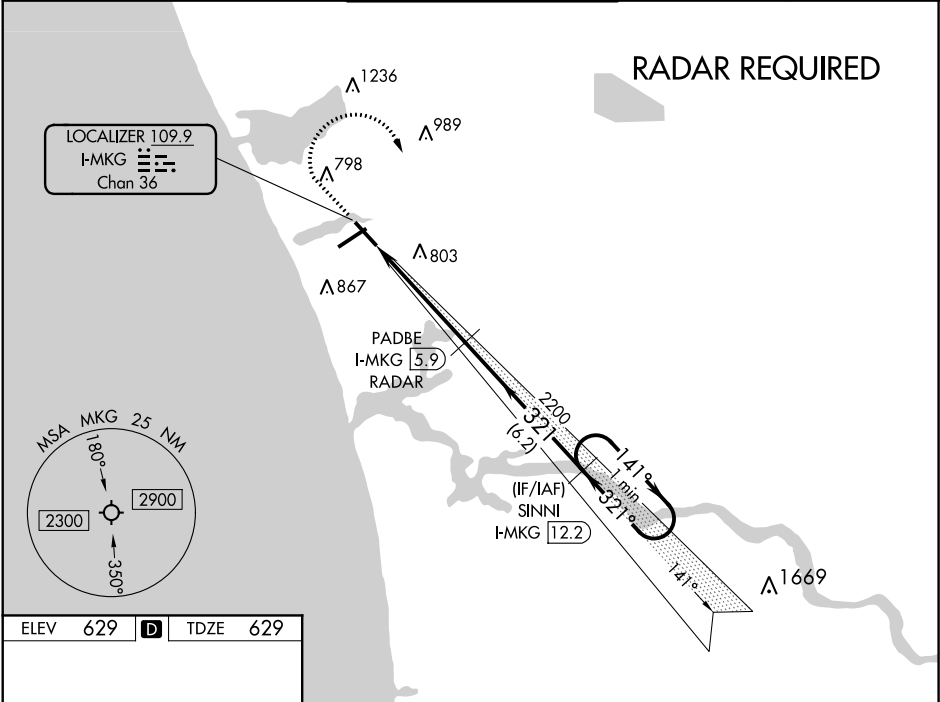 RADAR REQUIRED
1236
989
798
LOCALIZER 109.9
I-MKG
Chan 36
803
867
PADBE
I-MKG 5.9
RADAR
2200
321
(6.2)
141°
1 min
321°
(IF/IAF)
SINNI
I-MKG 12.2
141°
1669
MSA MKG 25 NM
180°
2300
2900
350°
ELEV 629 D TDZE 629